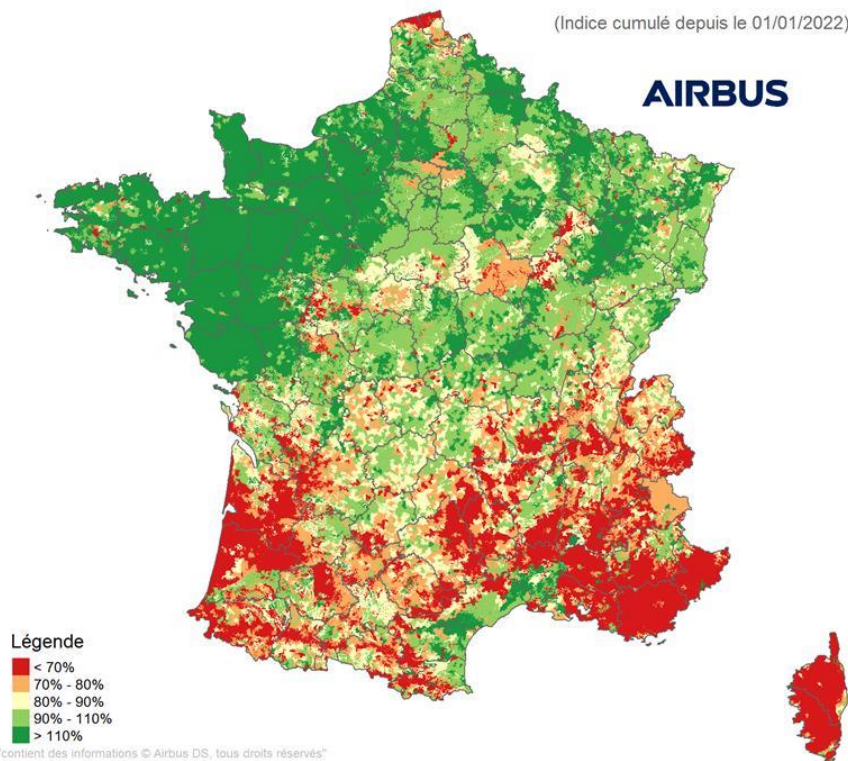 (Indice cumulé depuis le 01/01/2022)
AIRBUS
Légende
< 70%
70% - 80%
80% - 90%
90% - 110%
> 110%
"contient des informations © Airbus DS, tous droits réservés"